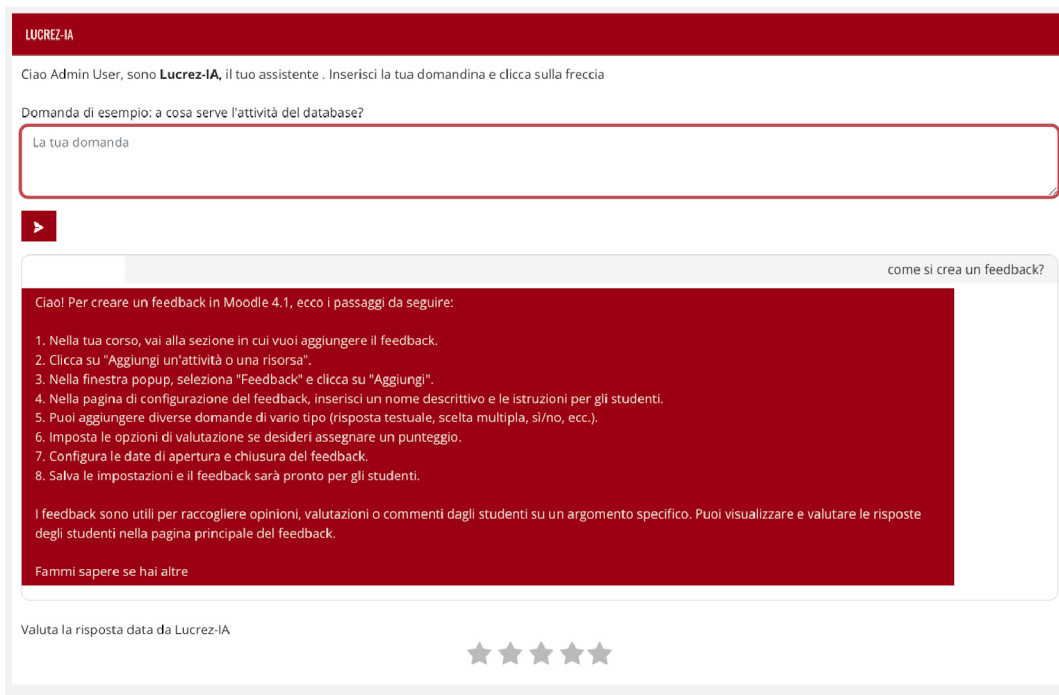 LUCREZ-IA
Ciao Admin User, sono Lucrez-IA, il tuo assistente . Inserisci la tua domandina e clicca sulla freccia
Domanda di esempio: a cosa serve l'attività del database?
La tua domanda
come si crea un feedback?
Ciao! Per creare un feedback in Moodle 4.1, ecco i passaggi da seguire:
1. Nella tua corso, vai alla sezione in cui vuoi aggiungere il feedback.
2. Clicca su "Aggiungi un'attività o una risorsa".
3. Nella finestra popup, seleziona "Feedback" e clicca su "Aggiungi".
4. Nella pagina di configurazione del feedback, inserisci un nome descrittivo e le istruzioni per gli studenti.
5. Puoi aggiungere diverse domande di vario tipo (risposta testuale, scelta multipla, sì/no, ecc.).
6. Imposta le opzioni di valutazione se desideri assegnare un punteggio.
7. Configura le date di apertura e chiusura del feedback.
8. Salva le impostazioni e il feedback sarà pronto per gli studenti.
I feedback sono utili per raccogliere opinioni, valutazioni o commenti dagli studenti su un argomento specifico. Puoi visualizzare e valutare le risposte
degli studenti nella pagina principale del feedback.
Fammi sapere se hai altre
Valuta la risposta data da Lucrez-IA